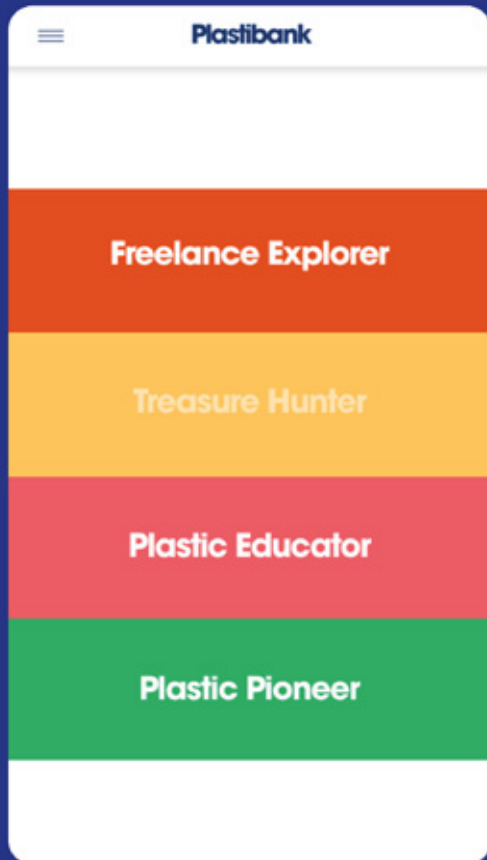 Plastibank
Freelance Explorer
Treasure Hunter
Plastic Educator
Plastic Pioneer